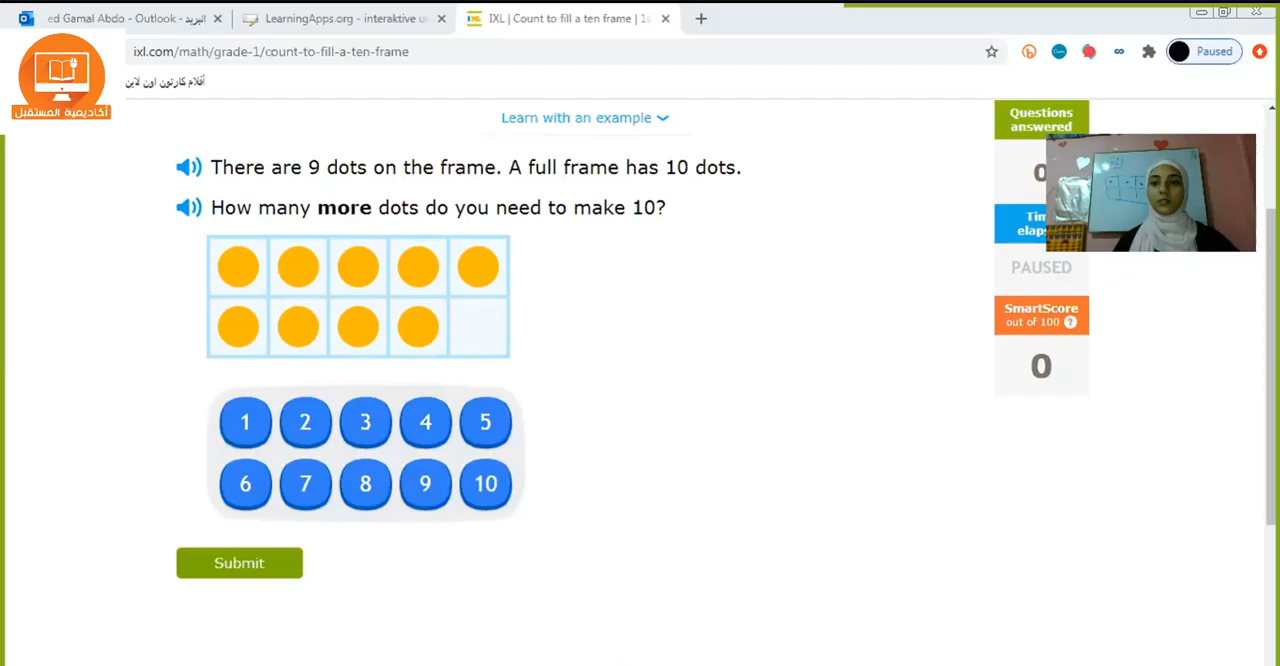 ed Gamal Abdo - Outlook - البريد
LearningApps.org - interaktive u
IXL | Count to fill a ten frame | 1s
ixl.com/math/grade-1/count-to-fill-a-ten-frame
Paused
أكاديمية المستقبل
أفلام كارتون اون لاين
Learn with an example
Questions
answered
0
There are 9 dots on the frame. A full frame has 10 dots.
How many more dots do you need to make 10?
Tim
elaps
PAUSED
SmartScore
out of 100 ?
0
1 2 3 4 5
6 7 8 9 10
Submit